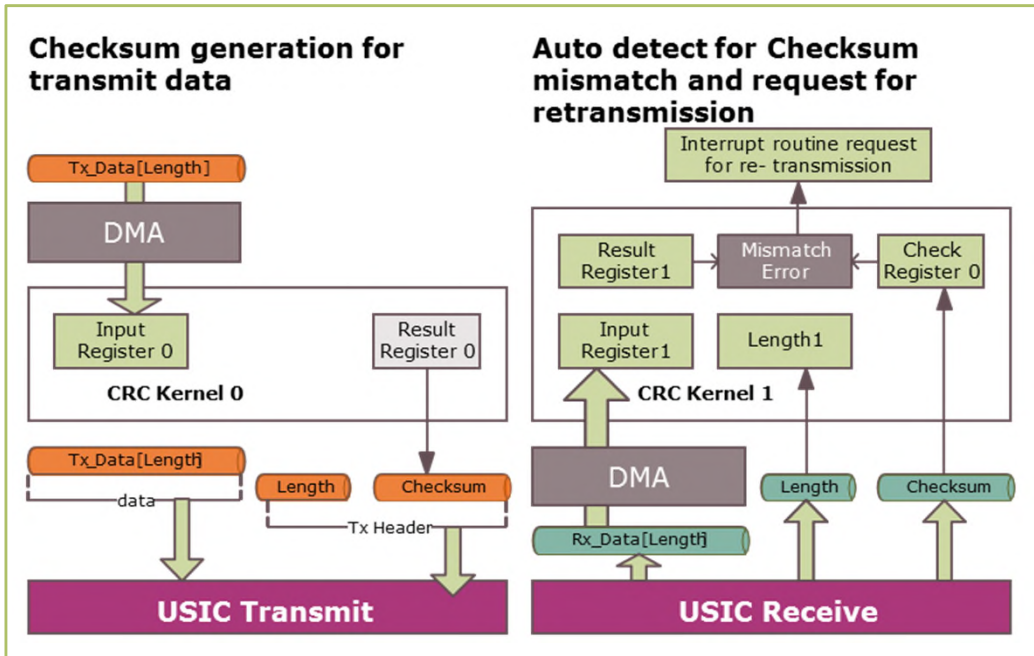 Checksum generation for
transmit data
Tx_Data[Length]
DMA
Input
Register 0
Result
Register 0
CRC Kernel 0
Tx_Data[Length]
data
Length
Checksum
Tx Header
USIC Transmit
Auto detect for Checksum
mismatch and request for
retransmission
Interrupt routine request
for re- transmission
Result
Register1
Mismatch
Error
Check
Register 0
Input
Register1
Length1
CRC Kernel 1
DMA
Length
Checksum
Rx_Data[Length]
USIC Receive